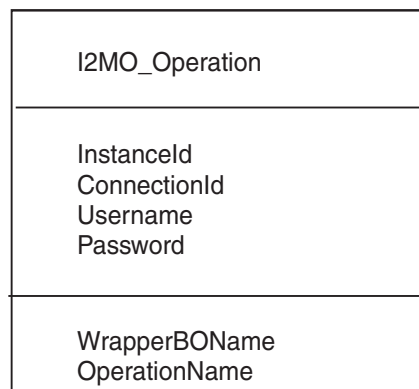 I2MO_Operation
InstanceId
ConnectionId
Username
Password
WrapperBOName
OperationName